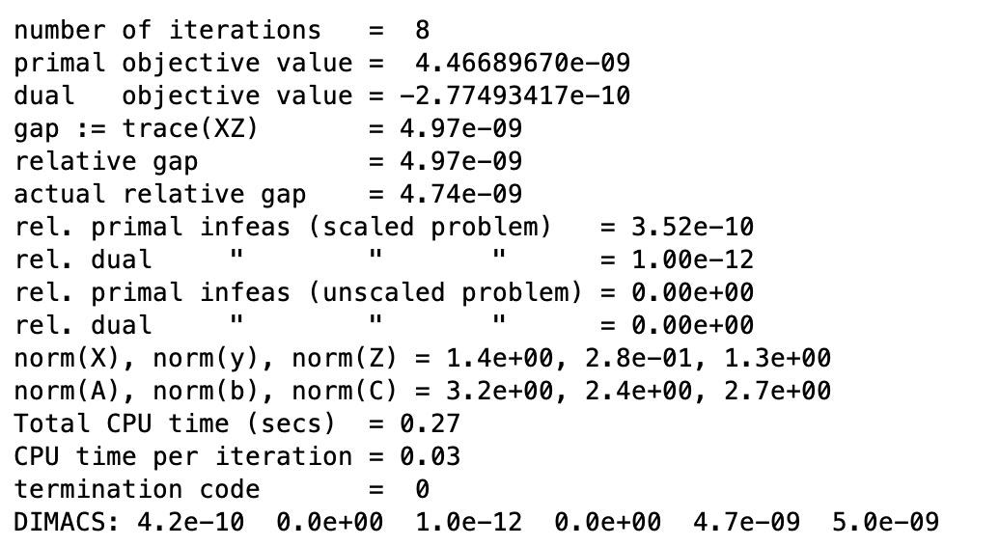 number of iterations   =  8
primal objective value =  4.46689670e-09
dual   objective value = -2.77493417e-10
gap := trace(XZ)       = 4.97e-09
relative gap           = 4.97e-09
actual relative gap    = 4.74e-09
rel. primal infeas (scaled problem)   = 3.52e-10
rel. dual     "        "       "      = 1.00e-12
rel. primal infeas (unscaled problem) = 0.00e+00
rel. dual     "        "       "      = 0.00e+00
norm(X), norm(y), norm(Z) = 1.4e+00, 2.8e-01, 1.3e+00
norm(A), norm(b), norm(C) = 3.2e+00, 2.4e+00, 2.7e+00
Total CPU time (secs)  = 0.27
CPU time per iteration = 0.03
termination code       =  0
DIMACS: 4.2e-10  0.0e+00  1.0e-12  0.0e+00  4.7e-09  5.0e-09